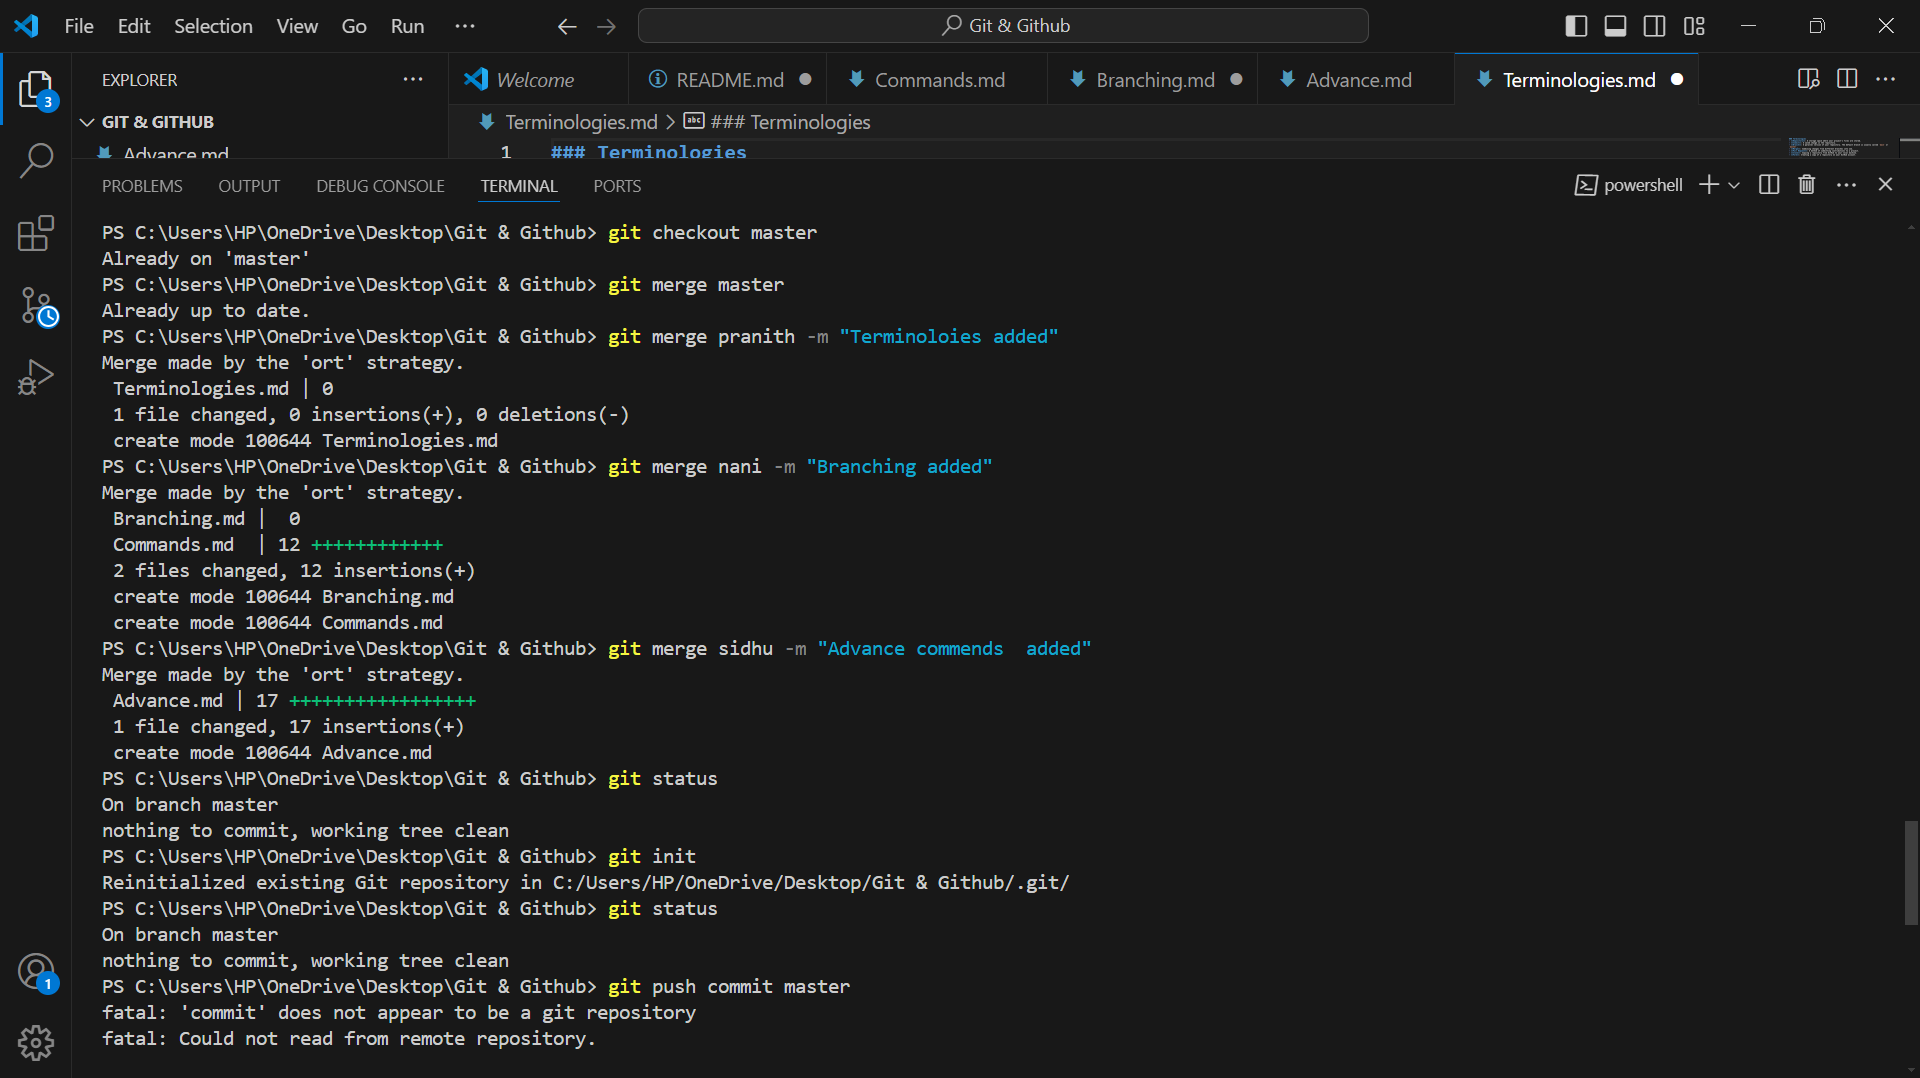 File Edit Selection View Go Run ··· Git & Github
EXPLORER ··· Welcome README.md Commands.md Branching.md Advance.md Terminologies.md ···
3
GIT & GITHUB Terminologies.md > abc ### Terminologies
Advance.md 1 ### Terminologies
PROBLEMS OUTPUT DEBUG CONSOLE TERMINAL PORTS powershell ···
PS C:\Users\HP\OneDrive\Desktop\Git & Github> git checkout master
Already on 'master'
PS C:\Users\HP\OneDrive\Desktop\Git & Github> git merge master
Already up to date.
PS C:\Users\HP\OneDrive\Desktop\Git & Github> git merge pranith -m "Terminoloies added"
Merge made by the 'ort' strategy.
Terminologies.md | 0
1 file changed, 0 insertions(+), 0 deletions(-)
create mode 100644 Terminologies.md
PS C:\Users\HP\OneDrive\Desktop\Git & Github> git merge nani -m "Branching added"
Merge made by the 'ort' strategy.
Branching.md |  0
Commands.md  | 12 ++++++++++++
2 files changed, 12 insertions(+)
create mode 100644 Branching.md
create mode 100644 Commands.md
PS C:\Users\HP\OneDrive\Desktop\Git & Github> git merge sidhu -m "Advance commends  added"
Merge made by the 'ort' strategy.
Advance.md | 17 +++++++++++++++++
1 file changed, 17 insertions(+)
create mode 100644 Advance.md
PS C:\Users\HP\OneDrive\Desktop\Git & Github> git status
On branch master
nothing to commit, working tree clean
PS C:\Users\HP\OneDrive\Desktop\Git & Github> git init
Reinitialized existing Git repository in C:/Users/HP/OneDrive/Desktop/Git & Github/.git/
PS C:\Users\HP\OneDrive\Desktop\Git & Github> git status
On branch master
nothing to commit, working tree clean
PS C:\Users\HP\OneDrive\Desktop\Git & Github> git push commit master
1
fatal: 'commit' does not appear to be a git repository
fatal: Could not read from remote repository.